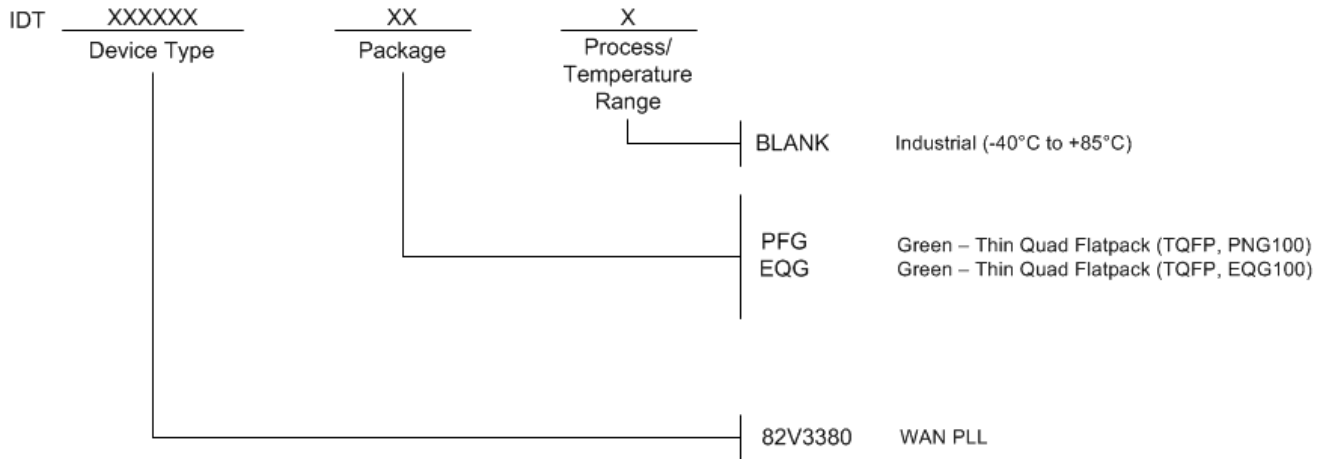 IDT XXXXXX XX X
Device Type Package Process/
Temperature
Range
BLANK Industrial (-40°C to +85°C)
PFG Green – Thin Quad Flatpack (TQFP, PNG100)
EQG Green – Thin Quad Flatpack (TQFP, EQG100)
82V3380 WAN PLL